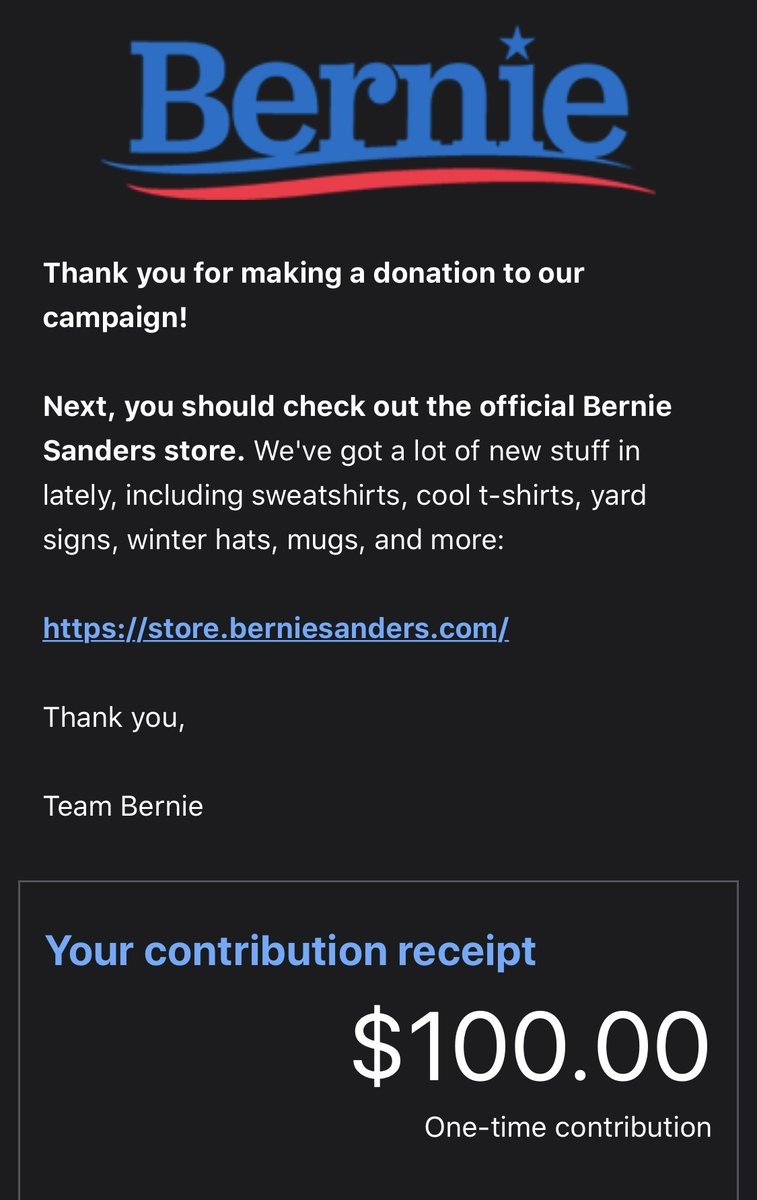 Bernie
Thank you for making a donation to our
campaign!
Next, you should check out the official Bernie
Sanders store. We've got a lot of new stuff in
lately, including sweatshirts, cool t-shirts, yard
signs, winter hats, mugs, and more:
https://store.berniesanders.com/
Thank you,
Team Bernie
Your contribution receipt
$100.00
One-time contribution